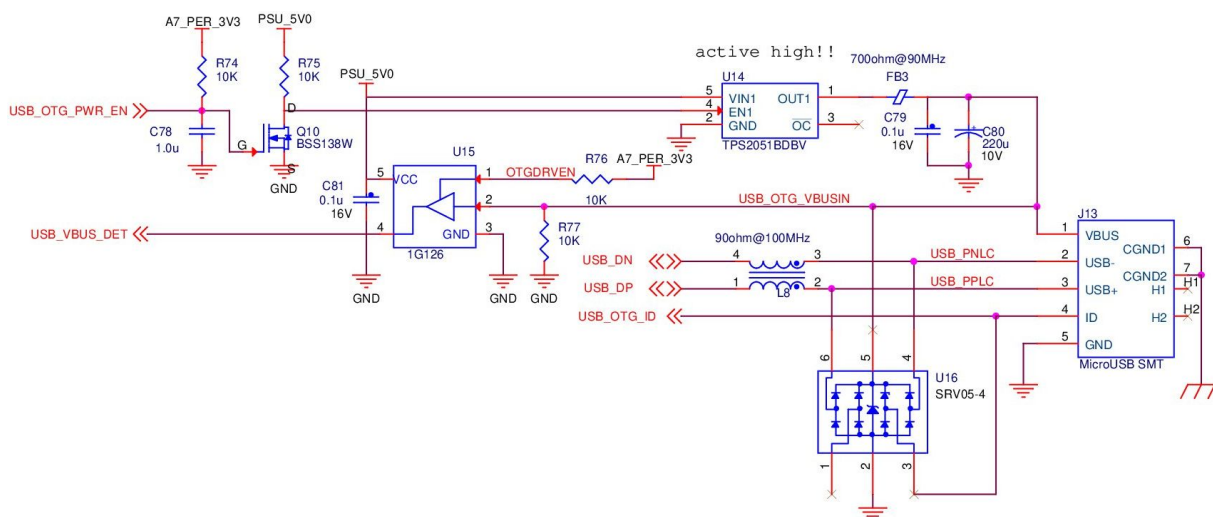 A7_PER_3V3
PSU_5V0
R74
10K
R75
10K
PSU_5V0
active high!!
700ohm@90MHz
U14
FB3
5 VIN1 OUT1 1
4 EN1
2 GND OC 3
TPS2051BDBV
USB_OTG_PWR_EN
D
C78
1.0u
G
Q10
BSS138W
S
GND
C79
0.1u
16V
C80
220u
10V
+
U15
R76
A7_PER_3V3
10K
C81
0.1u
16V
5 VCC
OTGDRVEN
1
2
USB_OTG_VBUSIN
GND 3
4
1G126
R77
10K
USB_VBUS_DET
GND
GND
GND
90ohm@100MHz
USB_DN
4
3
USB_PNLC
USB_DP
1
2
USB_PPLC
L8
USB_OTG_ID
J13
1 VBUS
CGND1 6
2 USB-
CGND2 7
3 USB+
H1 H1
4 ID
H2 H2
5 GND
MicroUSB SMT
6
5
4
U16
SRV05-4
1
2
3